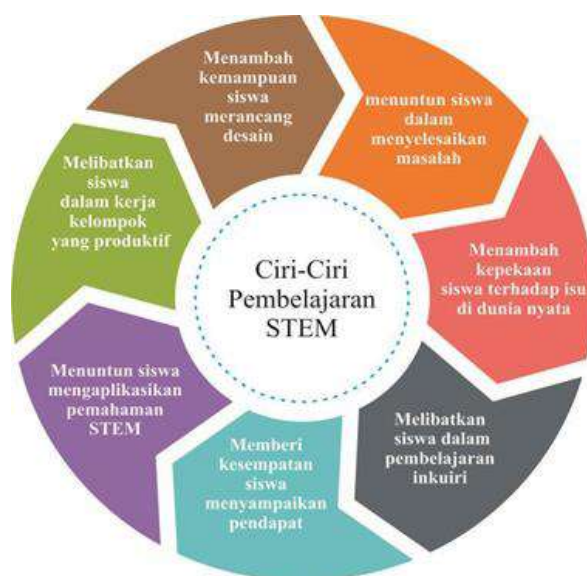 Menambah
kemampuan
siswa
merancang
desain
menuntun siswa
dalam
menyelesaikan
masalah
Menambah
kepekaan
siswa terhadap isu
di dunia nyata
Melibatkan
siswa dalam
pembelajaran
inkuiri
Memberi
kesempatan
siswa
menyampaikan
pendapat
Menuntun siswa
mengaplikasikan
pemahaman
STEM
Melibatkan
siswa
dalam kerja
kelompok
yang produktif
Ciri-Ciri
Pembelajaran
STEM